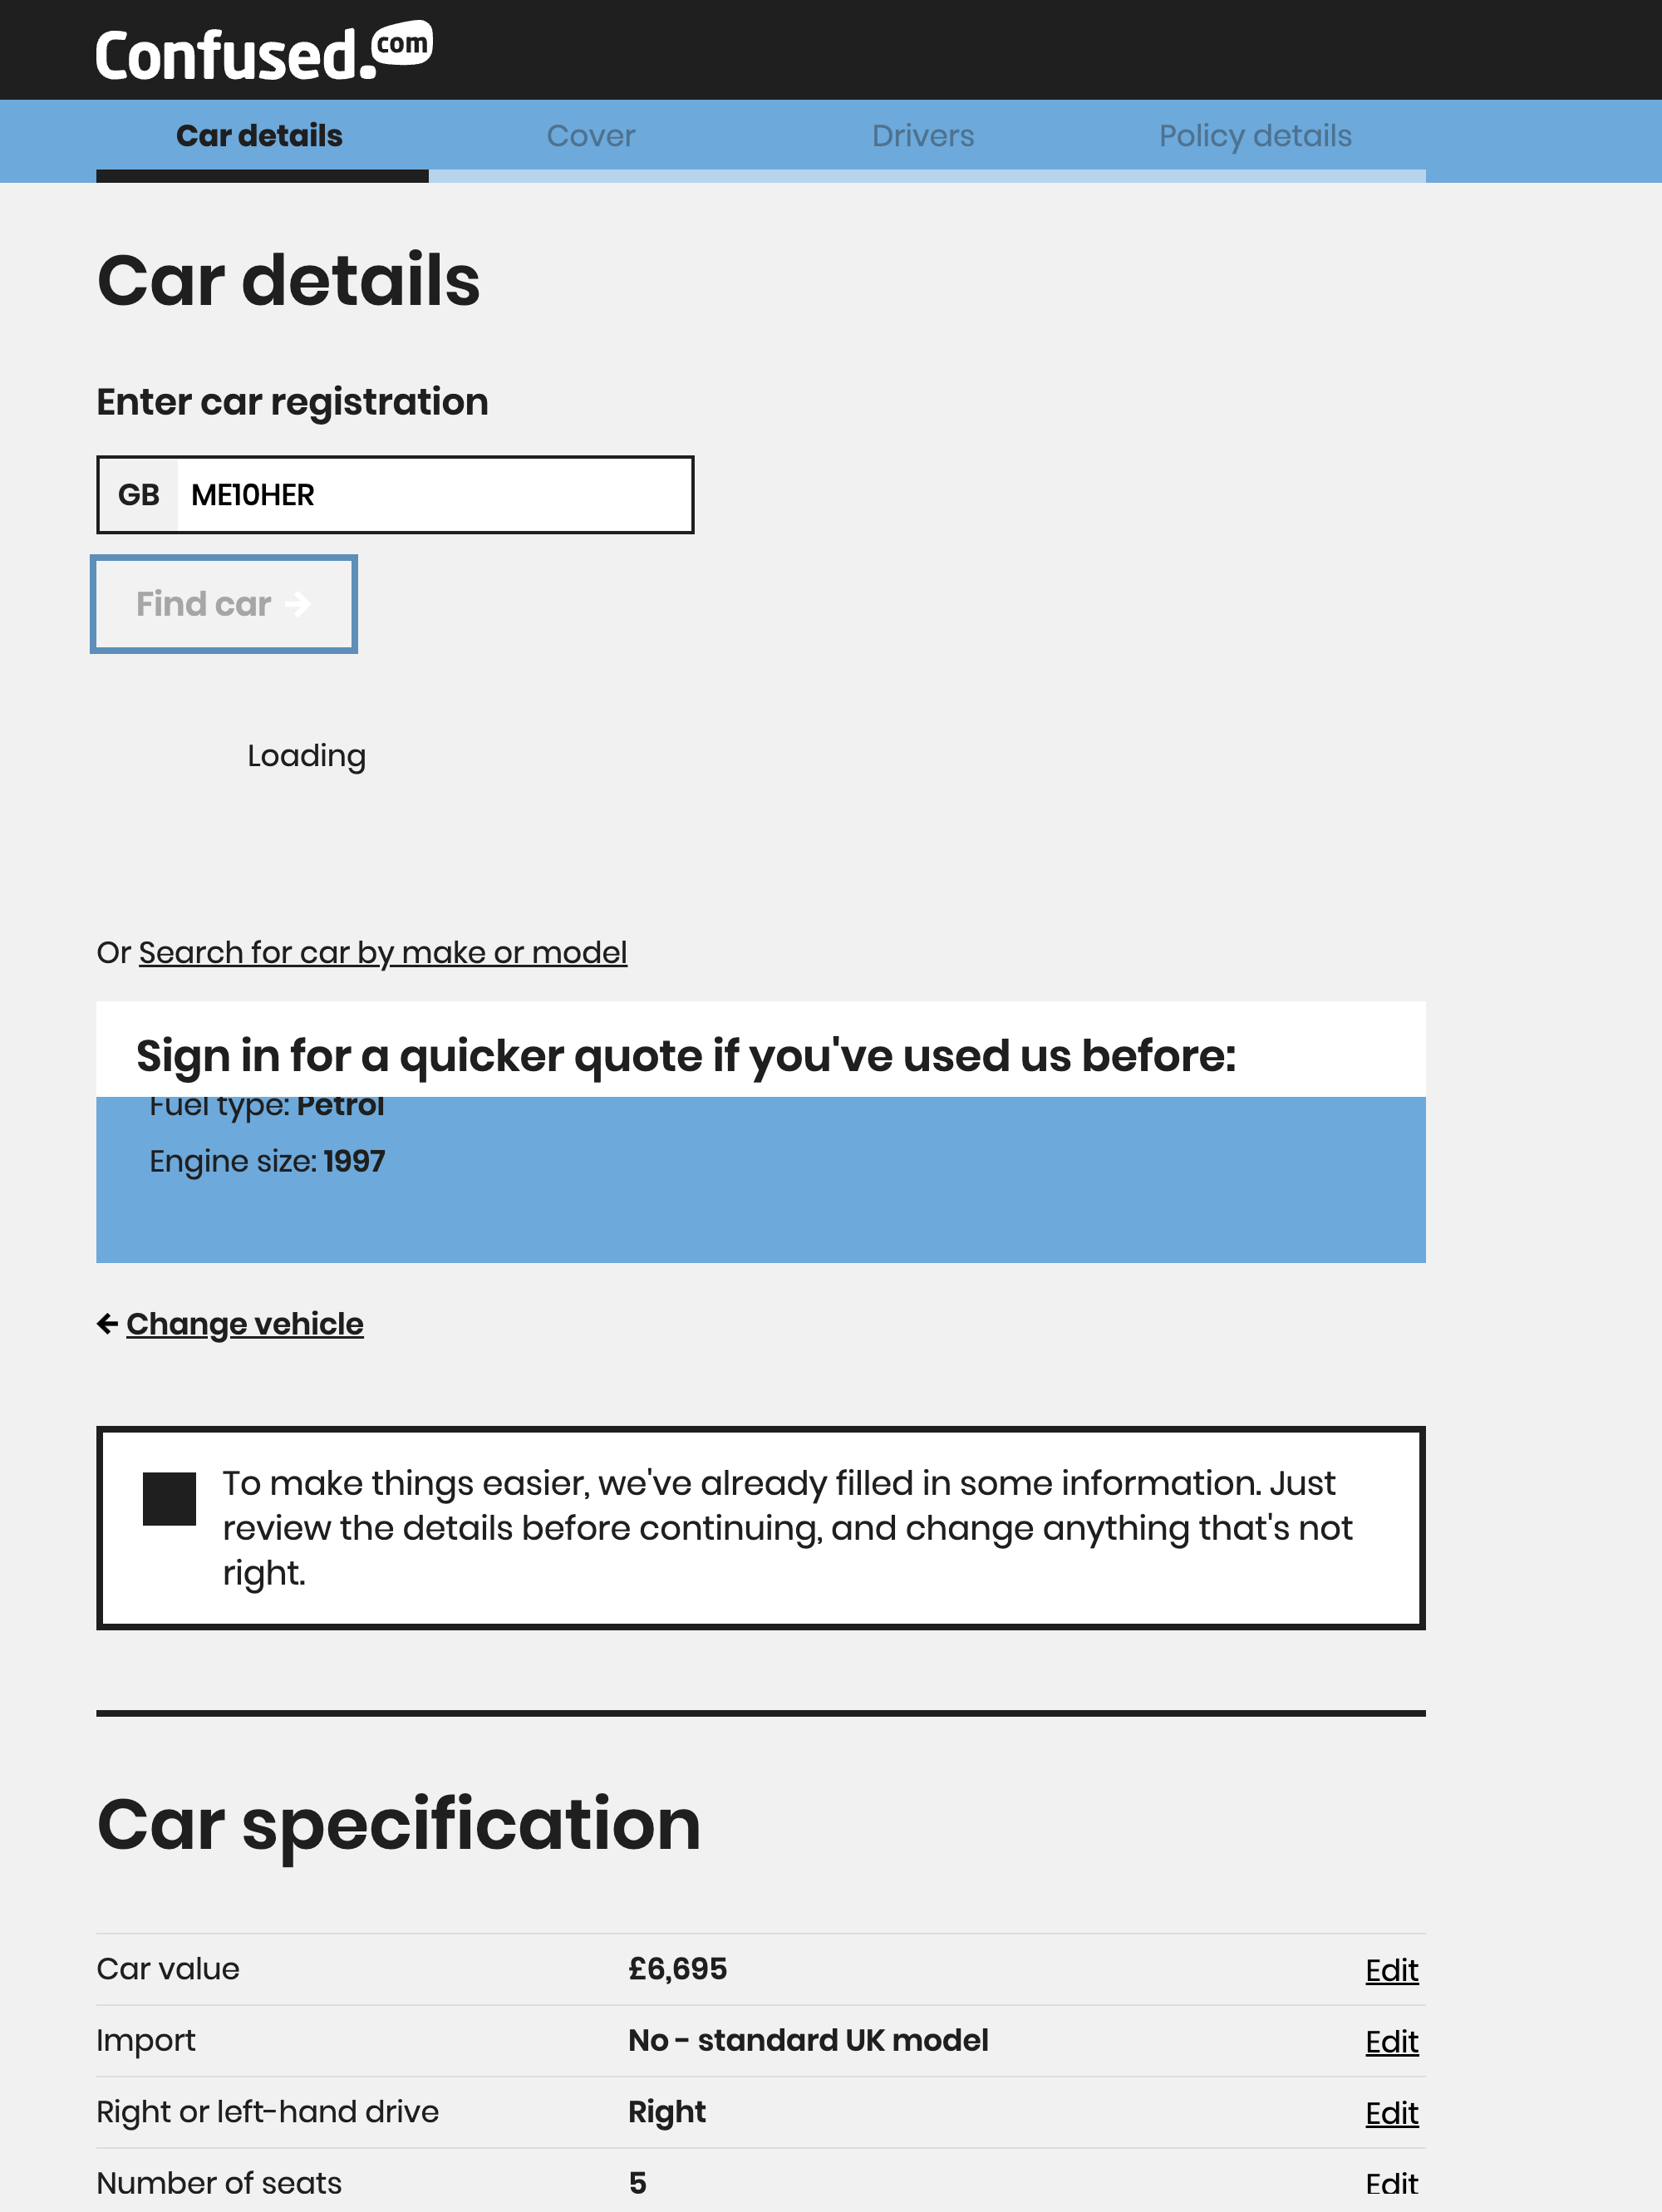 Confused.com
Car details Cover Drivers Policy details
Car details
Enter car registration
GB ME10HER
Find car →
Loading
Or Search for car by make or model
Sign in for a quicker quote if you've used us before:
Fuel type: Petrol
Engine size: 1997
← Change vehicle
To make things easier, we've already filled in some information. Just
review the details before continuing, and change anything that's not
right.
Car specification
Car value £6,695 Edit
Import No - standard UK model Edit
Right or left-hand drive Right Edit
Number of seats 5 Edit